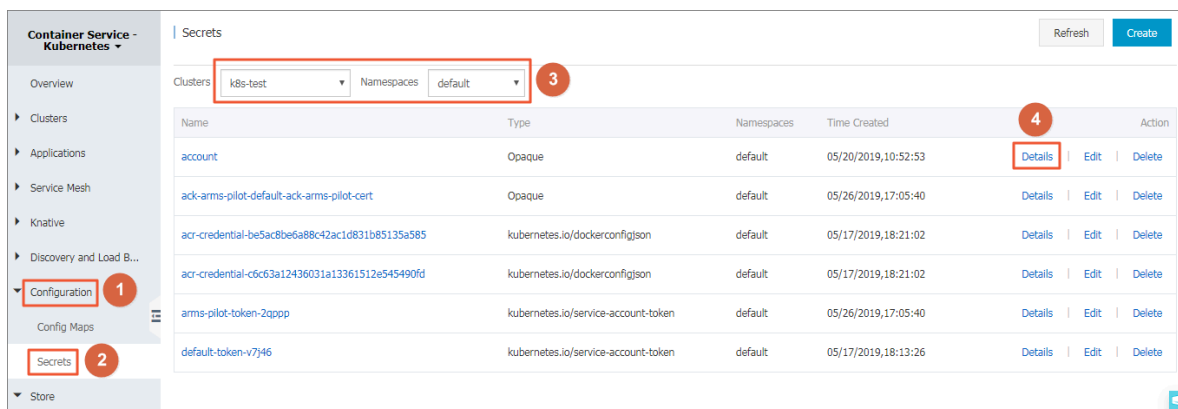 Container Service -
Kubernetes
Overview
Clusters
Applications
Service Mesh
Knative
Discovery and Load B...
Configuration 1
Config Maps
Secrets 2
Store
Secrets
Refresh Create
Clusters k8s-test Namespaces default 3
4
Name Type Namespaces Time Created Action
account Opaque default 05/20/2019,10:52:53 Details | Edit | Delete
ack-arms-pilot-default-ack-arms-pilot-cert Opaque default 05/26/2019,17:05:40 Details | Edit | Delete
acr-credential-be5ac8be6a88c42ac1d831b85135a585 kubernetes.io/dockerconfigjson default 05/17/2019,18:21:02 Details | Edit | Delete
acr-credential-c6c63a12436031a13361512e545490fd kubernetes.io/dockerconfigjson default 05/17/2019,18:21:02 Details | Edit | Delete
arms-pilot-token-2qppp kubernetes.io/service-account-token default 05/26/2019,17:05:40 Details | Edit | Delete
default-token-v7j46 kubernetes.io/service-account-token default 05/17/2019,18:13:26 Details | Edit | Delete